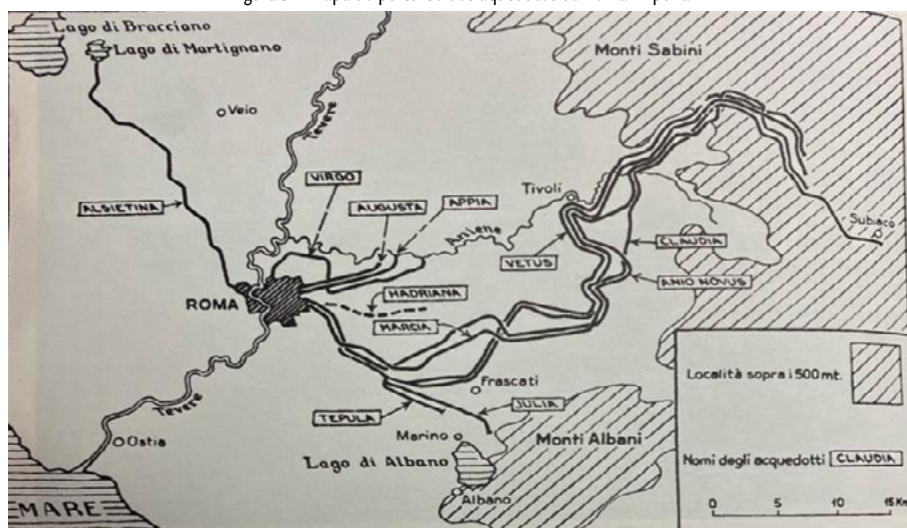 Lago di Bracciano
Lago di Martignano
Monti Sabini
Veio
Tevere
VIRGO
Tivoli
ALSIETINA
AUGUSTA
APPIA
Aniene
Subiaco
CLAUDIA
VETUS
ANIO NOVUS
ROMA
HADRIANA
MARCIA
Località sopra i 500 mt.
Frascati
Tevere
TEPULA
JULIA
Ostia
Marino
Monti Albani
Lago di Albano
Nomi degli acquedotti CLAUDIA
Albano
MARE
0 5 10 15 Km